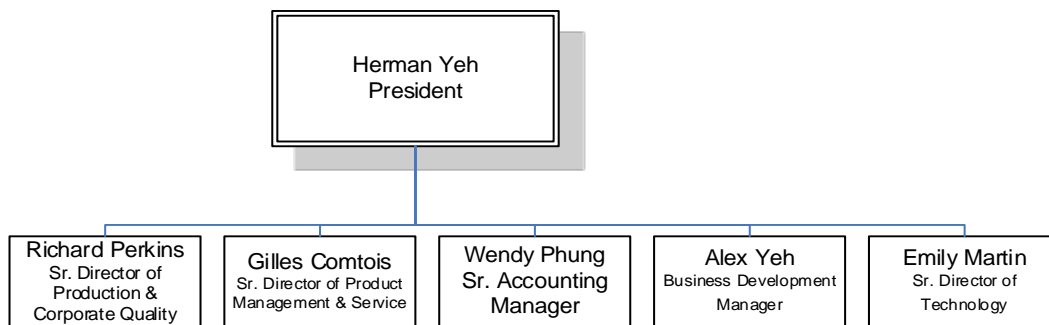 Herman Yeh
President
Richard Perkins
Sr. Director of
Production &
Corporate Quality
Gilles Comtois
Sr. Director of Product
Management & Service
Wendy Phung
Sr. Accounting
Manager
Alex Yeh
Business Development
Manager
Emily Martin
Sr. Director of
Technology